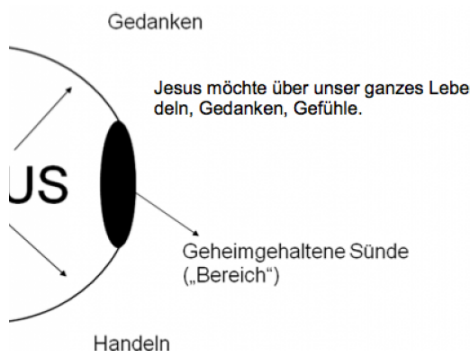 Gedanken
Jesus möchte über unser ganzes Lebe
deln, Gedanken, Gefühle.
US
Geheimgehaltene Sünde
(„Bereich“)
Handeln